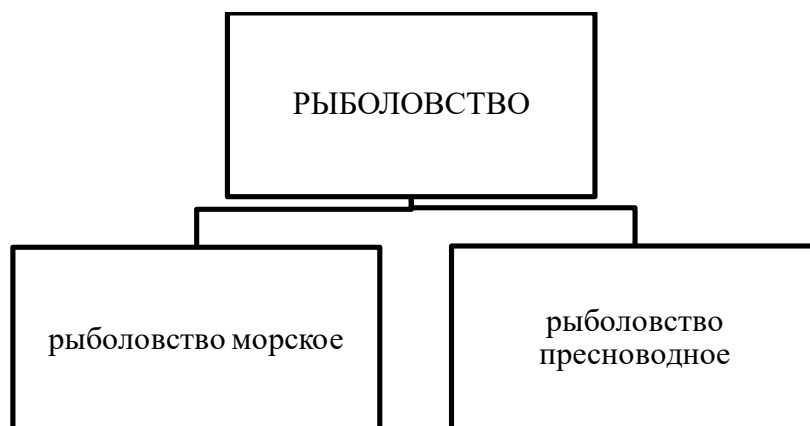 РЫБОЛОВСТВО
рыболовство морское
рыболовство
пресноводное